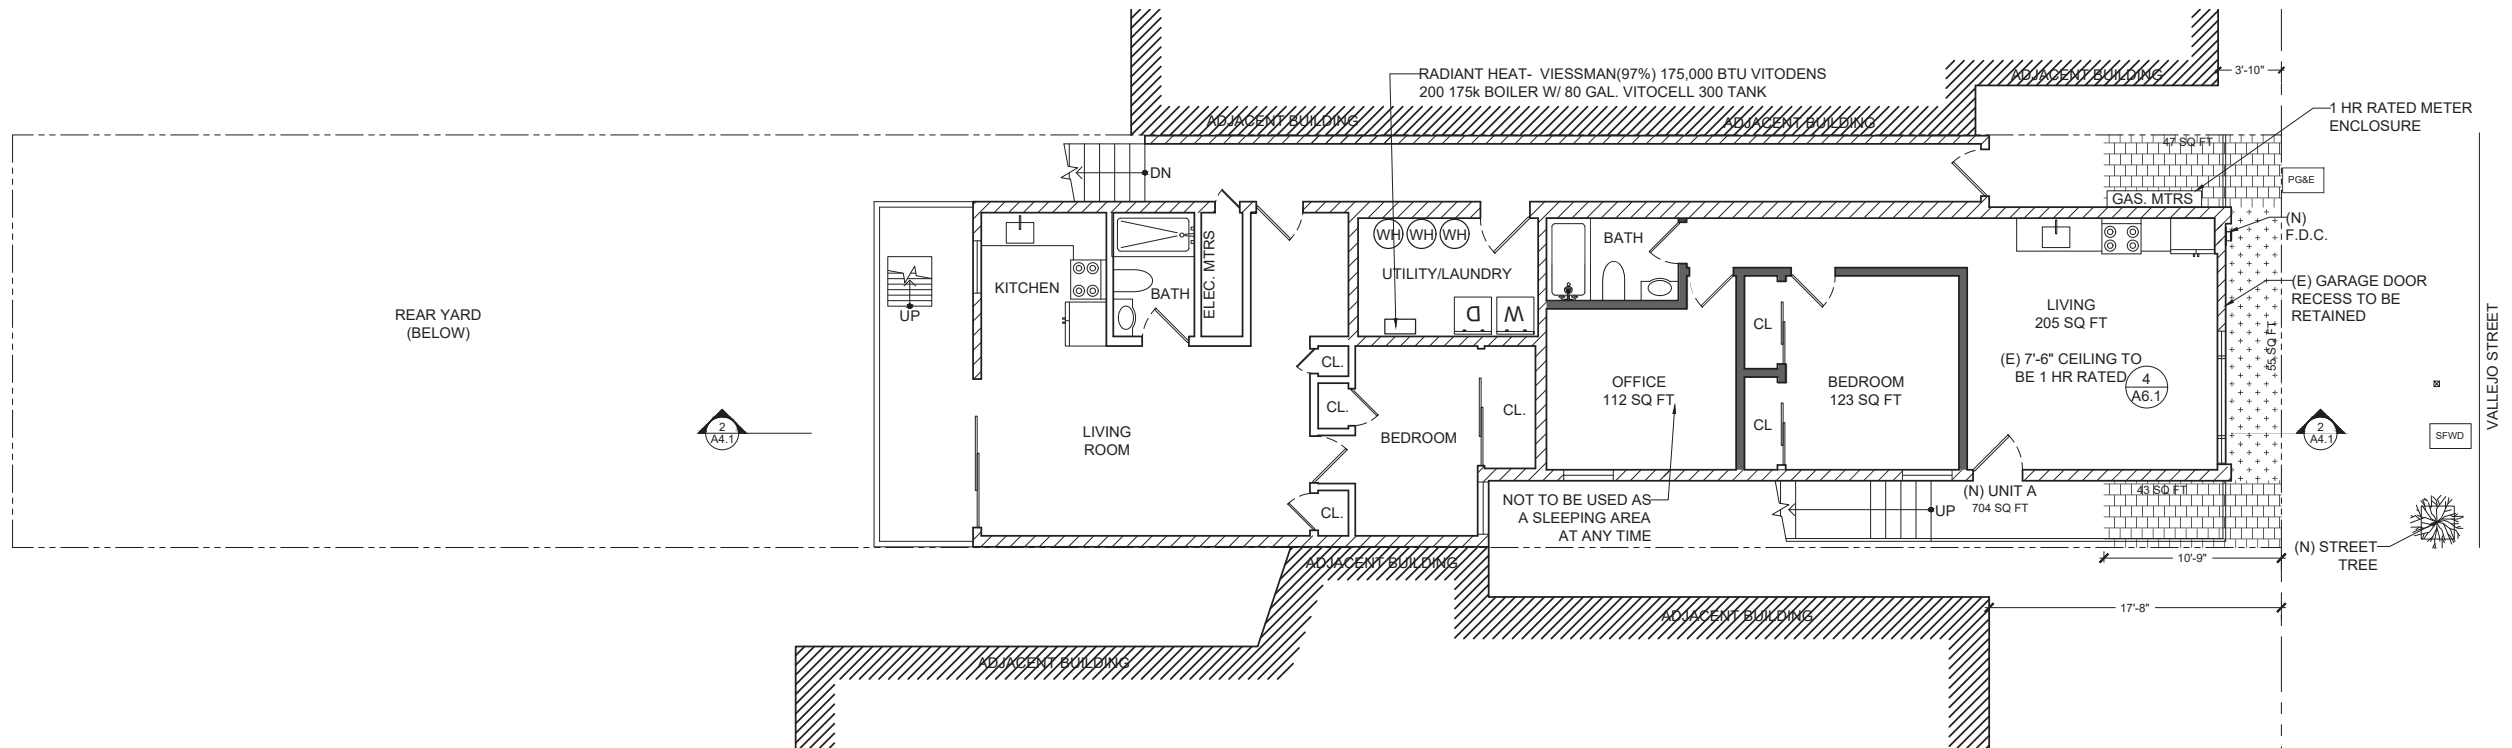 ADJACENT BUILDING
3'-10"
RADIANT HEAT- VIESSMAN(97%) 175,000 BTU VITODENS
200 175k BOILER W/ 80 GAL. VITOCELL 300 TANK
ADJACENT BUILDING
ADJACENT BUILDING
1 HR RATED METER
ENCLOSURE
47 SQ FT
DN
PG&E
GAS. MTRS
(N)
F.D.C.
WH
WH
WH
BATH
ELEC. MTRS
UTILITY/LAUNDRY
KITCHEN
BATH
UP
D
W
REAR YARD
(BELOW)
LIVING
205 SQ FT
(E) GARAGE DOOR
RECESS TO BE
RETAINED
CL
CL.
(E) 7'-6" CEILING TO
BE 1 HR RATED
55 SQ FT
VALLEJO STREET
OFFICE
112 SQ FT
BEDROOM
123 SQ FT
4
A6.1
CL.
CL.
CL
2
A4.1
LIVING
ROOM
BEDROOM
2
A4.1
SFWD
NOT TO BE USED AS
A SLEEPING AREA
AT ANY TIME
CL.
UP
(N) UNIT A
704 SQ FT
43 SQ FT
(N) STREET
TREE
10'-9"
ADJACENT BUILDING
17'-8"
ADJACENT BUILDING
ADJACENT BUILDING